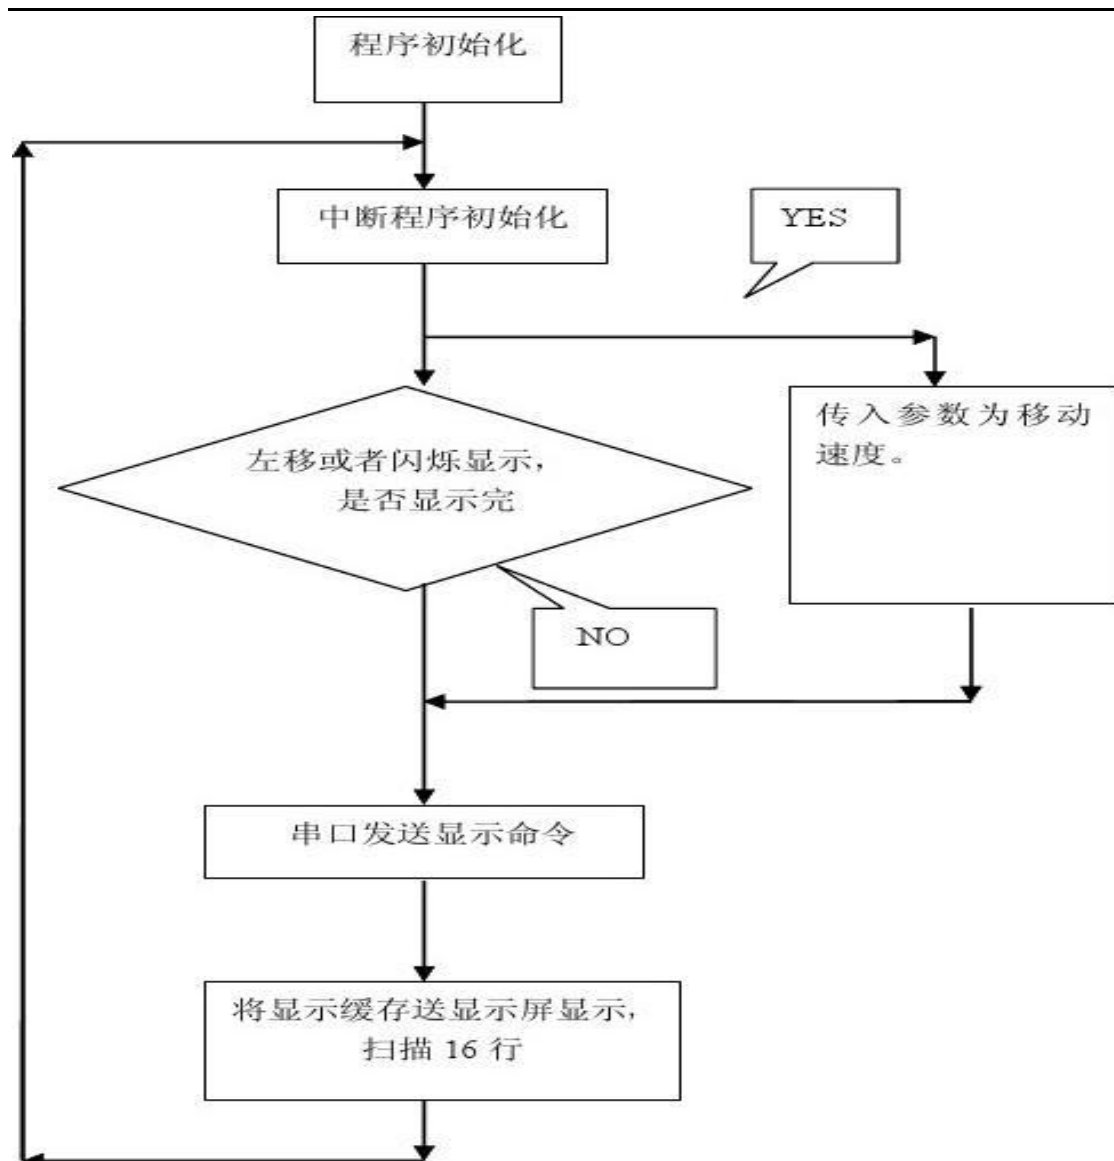 程序初始化
中断程序初始化
YES
左移或者闪烁显示，
是否显示完
传入参数为移动
速度。
NO
串口发送显示命令
将显示缓存送显示屏显示，
扫描 16 行